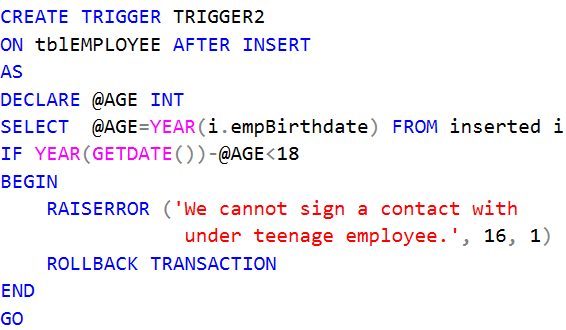 CREATE TRIGGER TRIGGER2
ON tblEMPLOYEE AFTER INSERT
AS
DECLARE @AGE INT
SELECT  @AGE=YEAR(i.empBirthdate) FROM inserted i
IF YEAR(GETDATE())-@AGE<18
BEGIN
    RAISERROR ('We cannot sign a contact with
                under teenage employee.', 16, 1)
    ROLLBACK TRANSACTION
END
GO